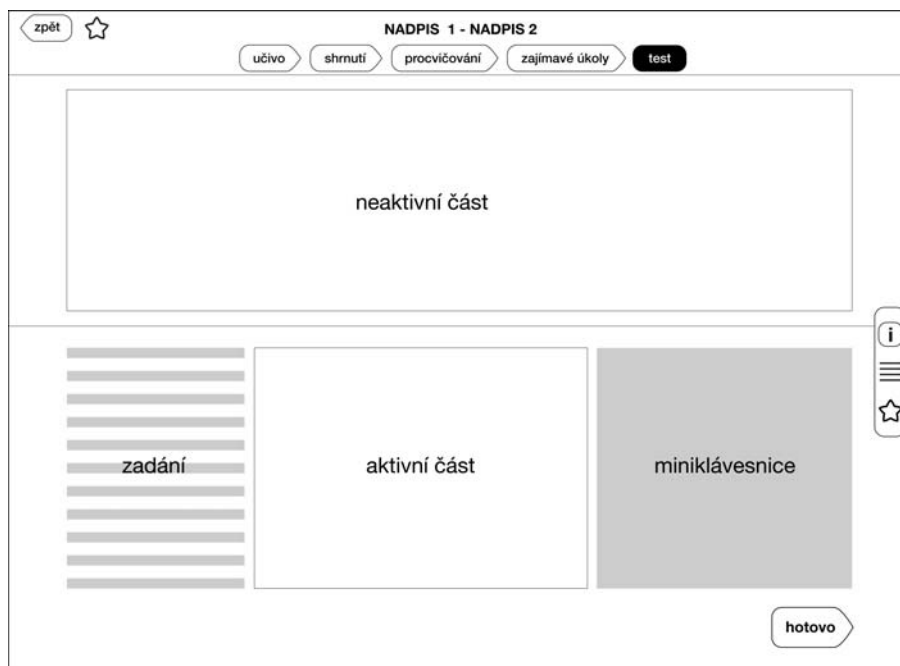 zpět
NADPIS 1 - NADPIS 2
učivo shrnutí procvičování zajímavé úkoly test
neaktivní část
i
zadání aktivní část miniklávesnice
hotovo